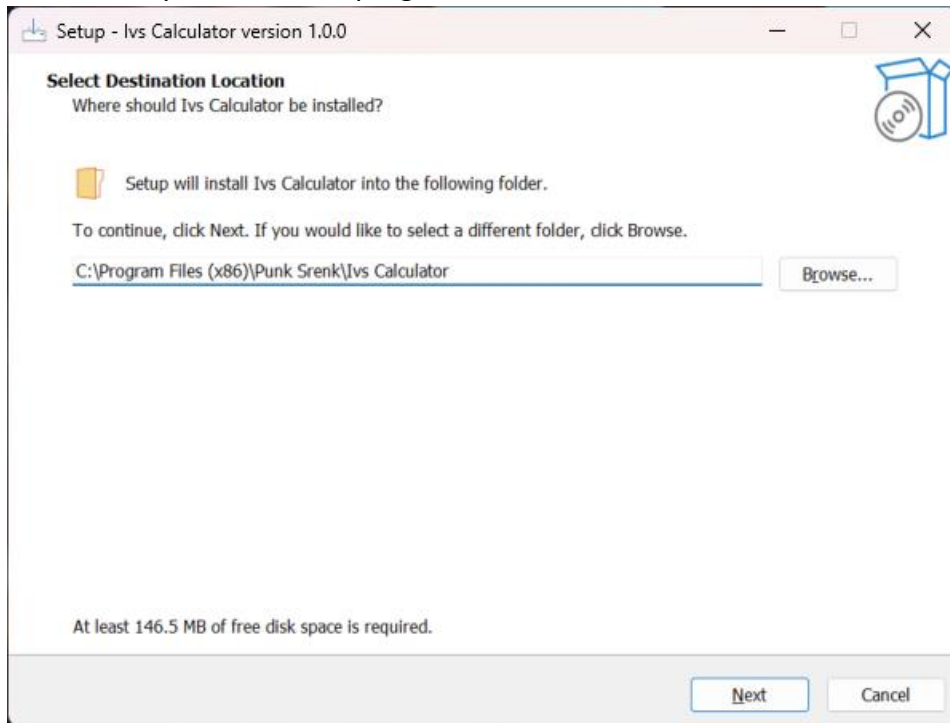 Setup - Ivs Calculator version 1.0.0
Select Destination Location
Where should Ivs Calculator be installed?
Setup will install Ivs Calculator into the following folder.
To continue, click Next. If you would like to select a different folder, click Browse.
C:\Program Files (x86)\Punk Srenk\Ivs Calculator
Browse...
At least 146.5 MB of free disk space is required.
Next
Cancel